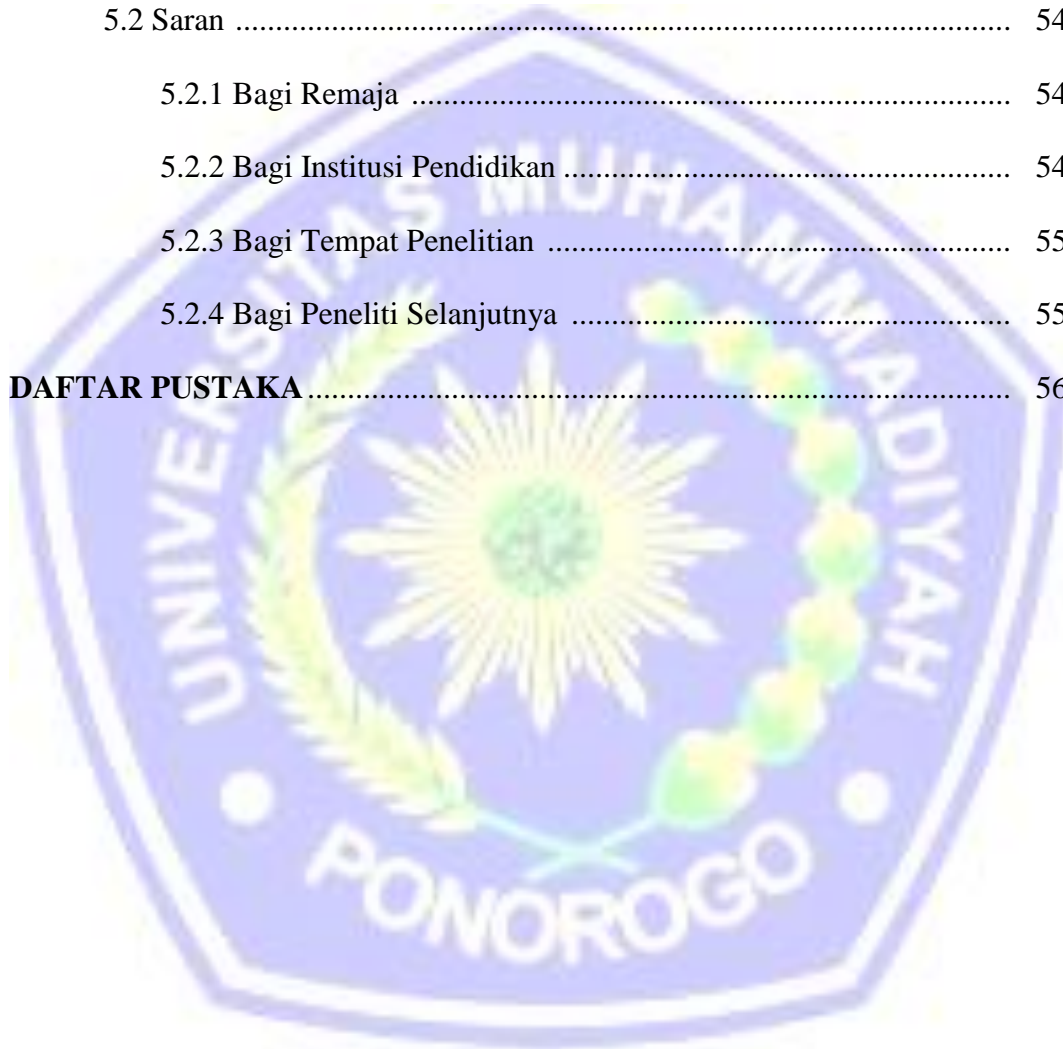 5.2 Saran ........................................................................................ 54
5.2.1 Bagi Remaja .................................................................... 54
5.2.2 Bagi Institusi Pendidikan ................................................... 54
5.2.3 Bagi Tempat Penelitian ..................................................... 55
5.2.4 Bagi Peneliti Selanjutnya .................................................. 55
DAFTAR PUSTAKA ................................................................................ 56
UNIVERSITAS MUHAMMADIYAH
PONOROGO